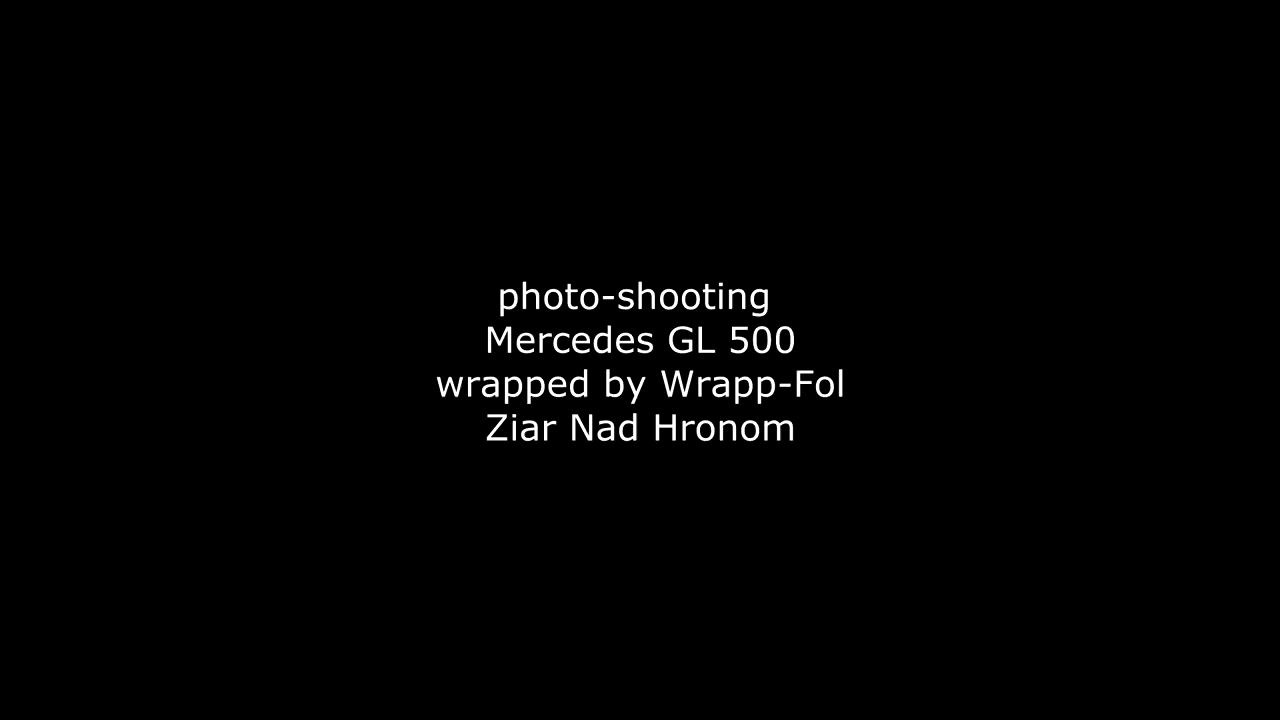 photo-shooting
Mercedes GL 500
wrapped by Wrapp-Fol
Ziar Nad Hronom